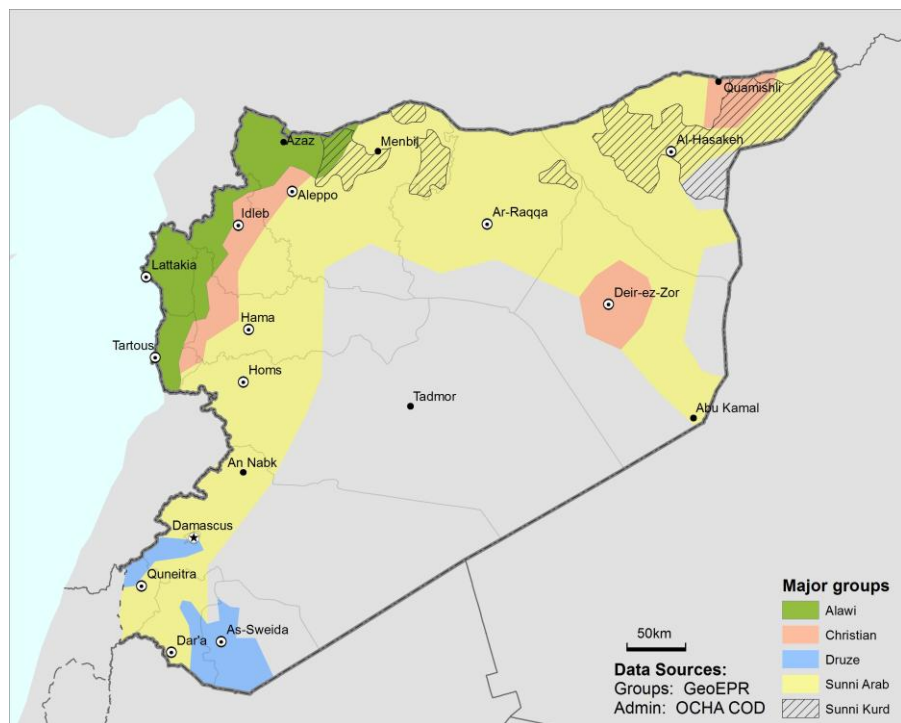 Quamishli
Azaz
Menbij
Al-Hasakeh
Aleppo
Idleb
Ar-Raqqa
Lattakia
Deir-ez-Zor
Hama
Tartous
Homs
Tadmor
Abu Kamal
An Nabk
Damascus
Quneitra
As-Sweida
Dar'a
50km
Data Sources:
Groups: GeoEPR
Admin: OCHA COD
Major groups
Alawi
Christian
Druze
Sunni Arab
Sunni Kurd